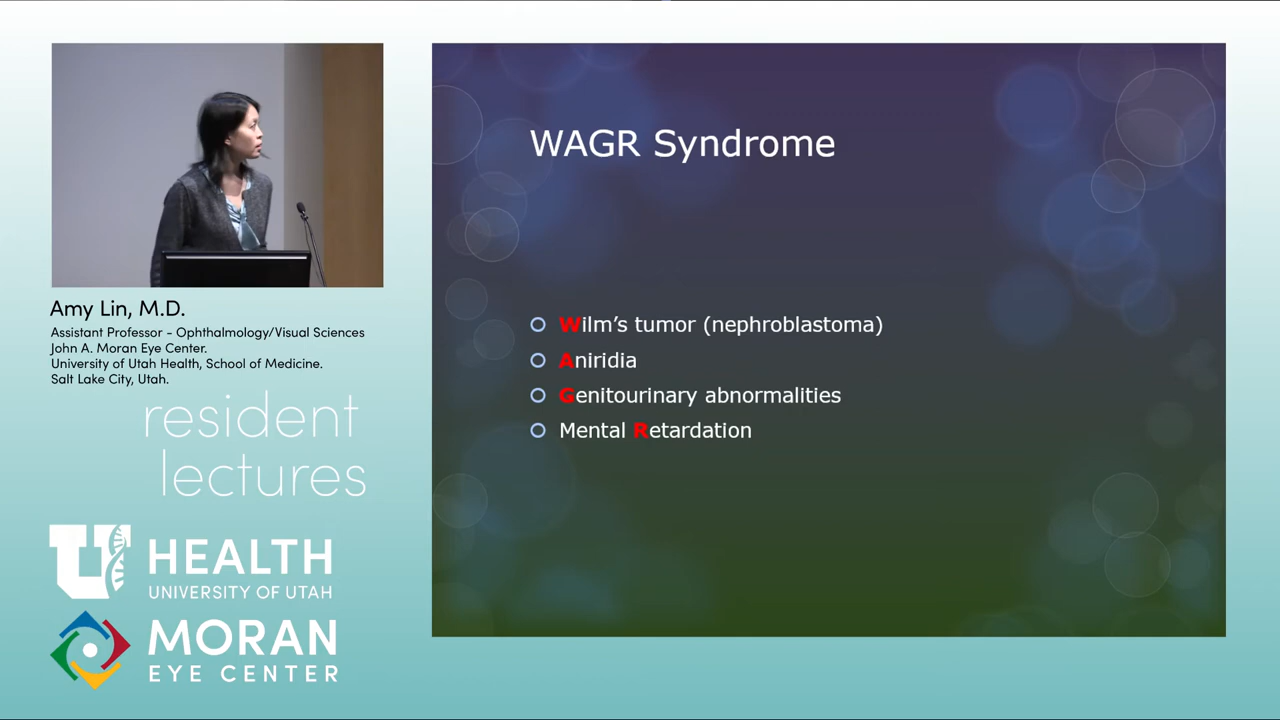 WAGR Syndrome
Wilm’s tumor (nephroblastoma)
Aniridia
Genitourinary abnormalities
Mental Retardation
Amy Lin, M.D.
Assistant Professor - Ophthalmology/Visual Sciences
John A. Moran Eye Center.
University of Utah Health, School of Medicine.
Salt Lake City, Utah.
resident
lectures
U HEALTH
UNIVERSITY OF UTAH
MORAN
EYE CENTER